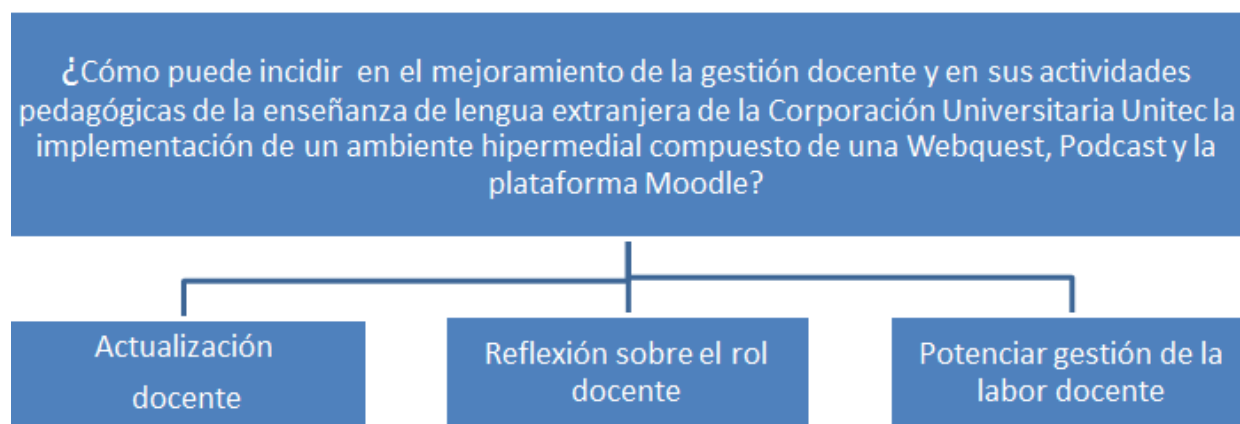 ¿Cómo puede incidir en el mejoramiento de la gestión docente y en sus actividades
pedagógicas de la enseñanza de lengua extranjera de la Corporación Universitaria Unitec la
implementación de un ambiente hipermedial compuesto de una Webquest, Podcast y la
plataforma Moodle?
Actualización
docente
Reflexión sobre el rol
docente
Potenciar gestión de la
labor docente